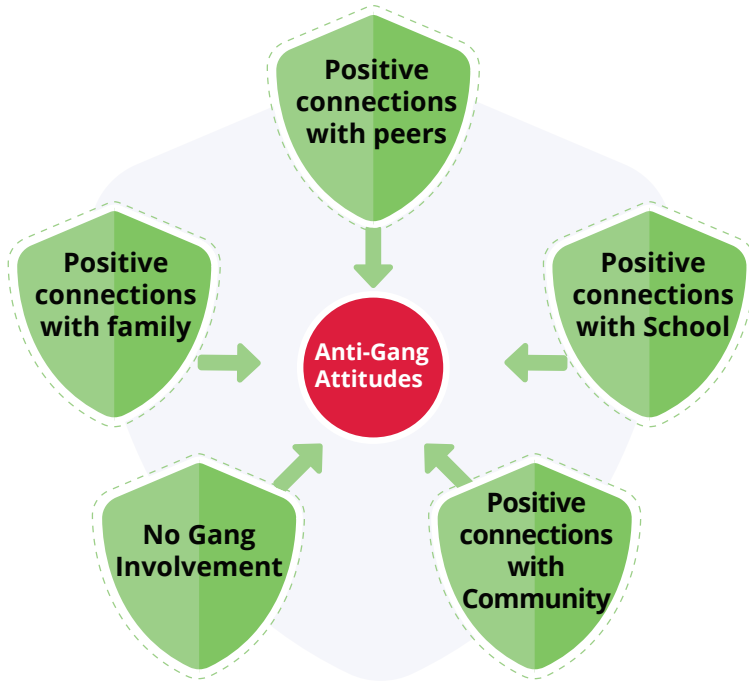 Positive
connections
with peers
Positive
connections
with family
Positive
connections
with School
Anti-Gang
Attitudes
No Gang
Involvement
Positive
connections
with
Community